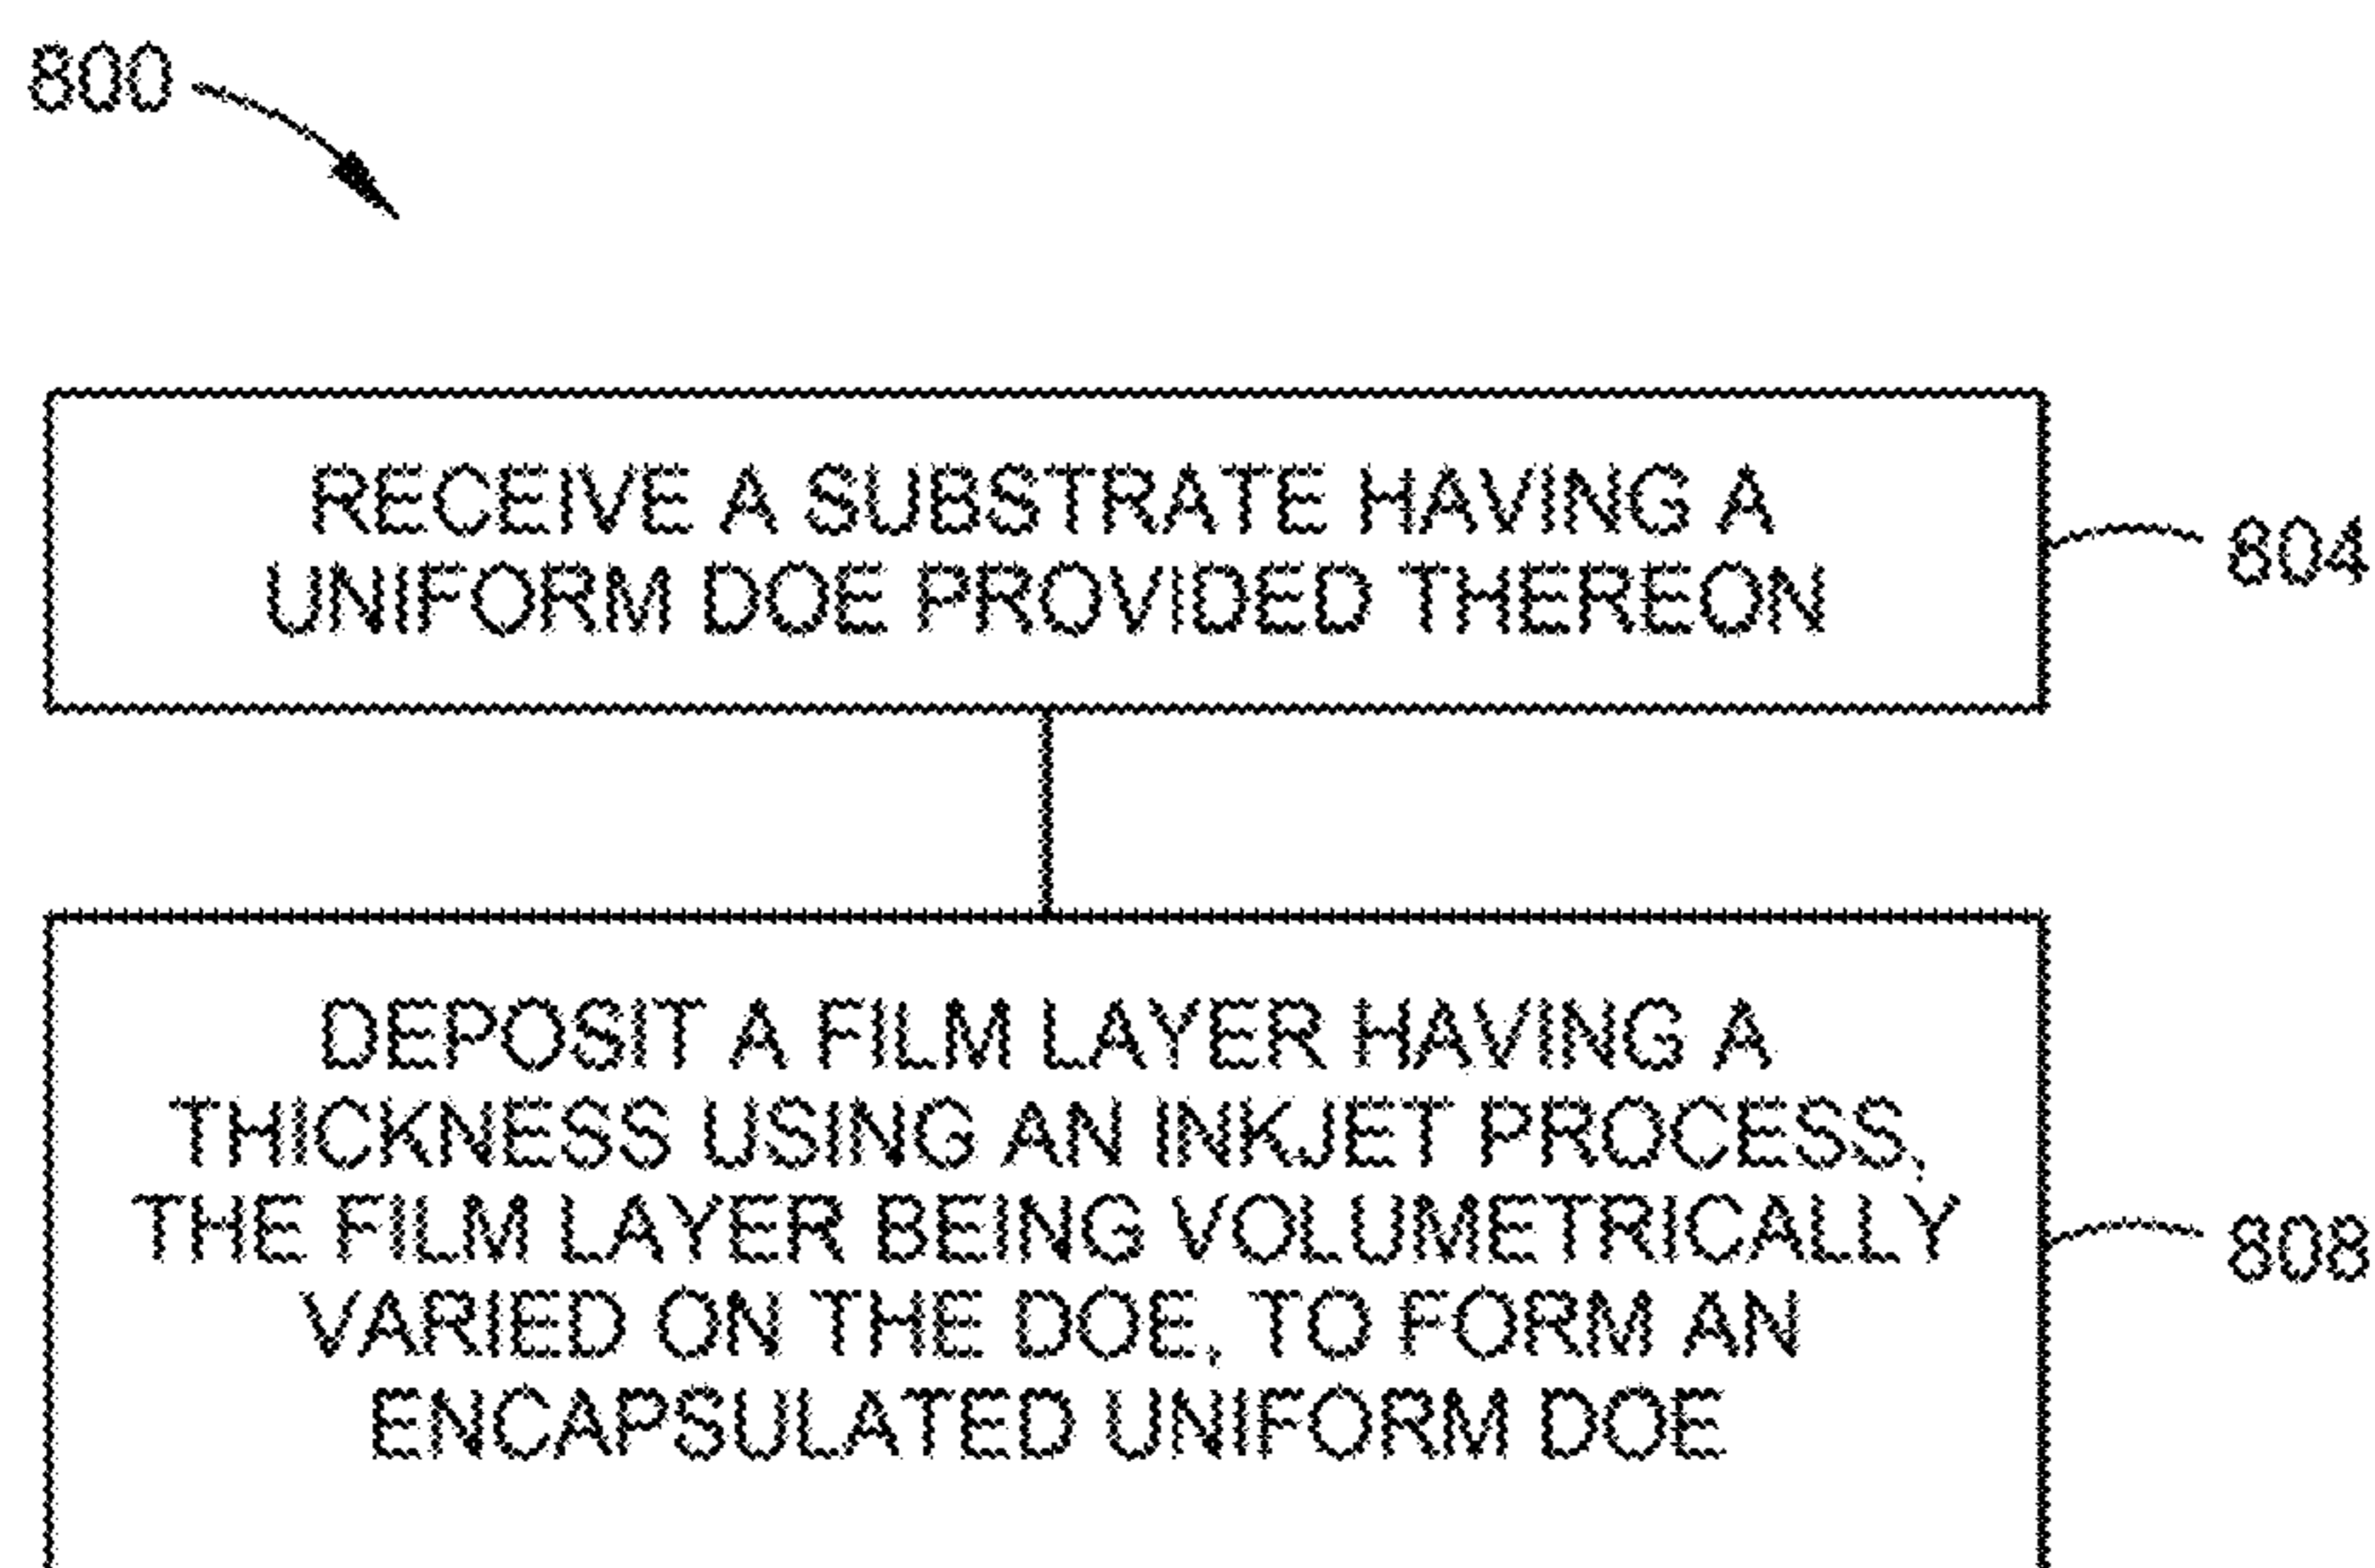 800
RECEIVE A SUBSTRATE HAVING A
UNIFORM DOE PROVIDED THEREON
804
DEPOSIT A FILM LAYER HAVING A
THICKNESS USING AN INKJET PROCESS,
THE FILM LAYER BEING VOLUMETRICALLY
VARIED ON THE DOE, TO FORM AN
ENCAPSULATED UNIFORM DOE
808